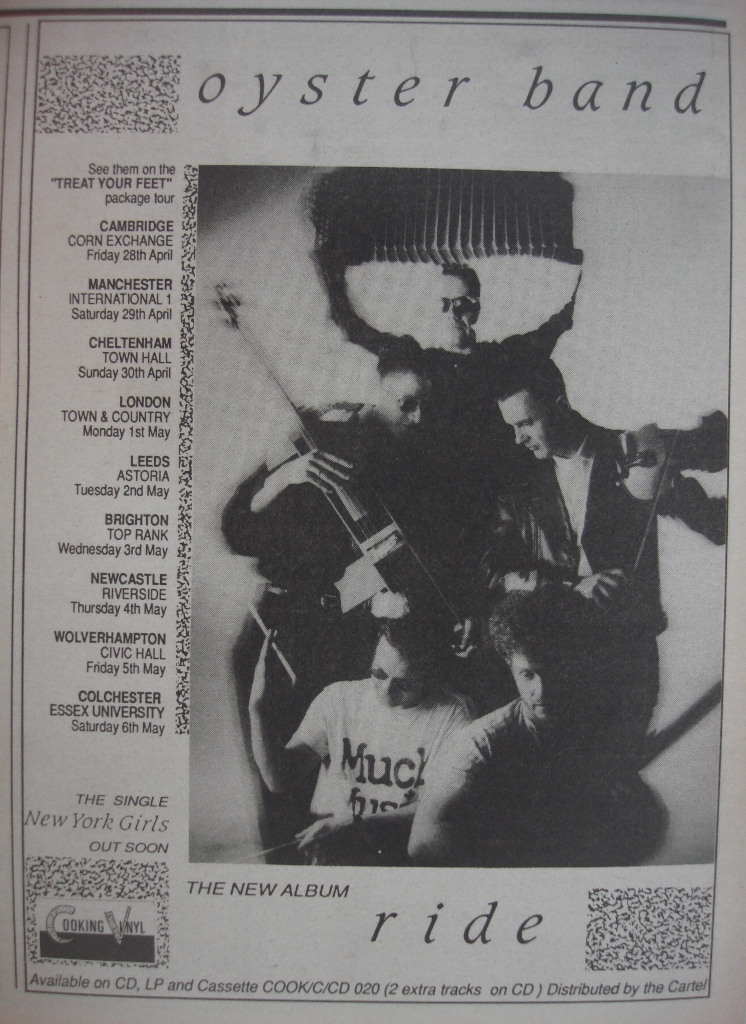 oyster band
See them on the
"TREAT YOUR FEET"
package tour
CAMBRIDGE
CORN EXCHANGE
Friday 28th April
MANCHESTER
INTERNATIONAL 1
Saturday 29th April
CHELTENHAM
TOWN HALL
Sunday 30th April
LONDON
TOWN & COUNTRY
Monday 1st May
LEEDS
ASTORIA
Tuesday 2nd May
BRIGHTON
TOP RANK
Wednesday 3rd May
NEWCASTLE
RIVERSIDE
Thursday 4th May
WOLVERHAMPTON
CIVIC HALL
Friday 5th May
COLCHESTER
ESSEX UNIVERSITY
Saturday 6th May
Much
THE SINGLE
New York Girls
OUT SOON
COOKING VINYL
THE NEW ALBUM
ride
Available on CD, LP and Cassette COOK/C/CD 020 (2 extra tracks on CD ) Distributed by the Cartel